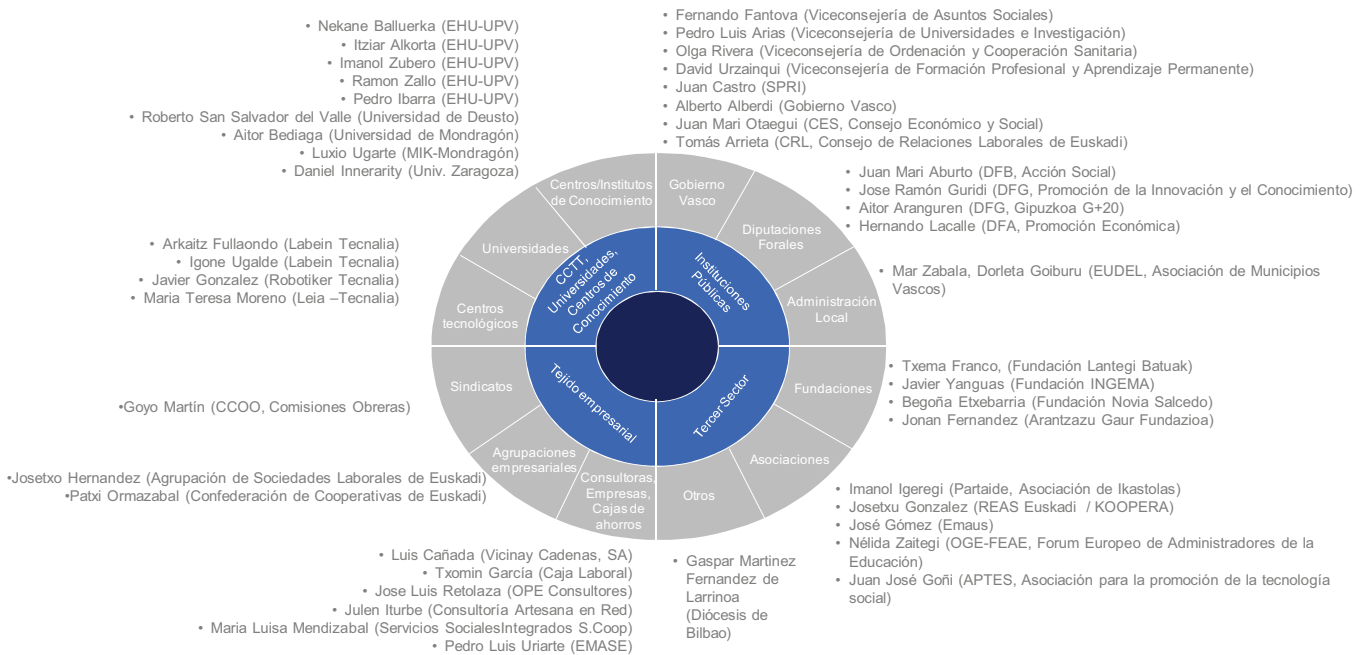 • Nekane Balluerka (EHU-UPV)
• Itziar Alkorta (EHU-UPV)
• Imanol Zubero (EHU-UPV)
• Ramon Zallo (EHU-UPV)
• Pedro Ibarra (EHU-UPV)
• Roberto San Salvador del Valle (Universidad de Deusto)
• Aitor Bediaga (Universidad de Mondragón)
• Luxio Ugarte (MIK-Mondragón)
• Daniel Innerarity (Univ. Zaragoza)
• Fernando Fantova (Viceconsejería de Asuntos Sociales)
• Pedro Luis Arias (Viceconsejería de Universidades e Investigación)
• Olga Rivera (Viceconsejería de Ordenación y Cooperación Sanitaria)
• David Urzainqui (Viceconsejería de Formación Profesional y Aprendizaje Permanente)
• Juan Castro (SPRI)
• Alberto Alberdi (Gobierno Vasco)
• Juan Mari Otaegui (CES, Consejo Económico y Social)
• Tomás Arrieta (CRL, Consejo de Relaciones Laborales de Euskadi)
• Juan Mari Aburto (DFB, Acción Social)
• Jose Ramón Guridi (DFG, Promoción de la Innovación y el Conocimiento)
• Aitor Aranguren (DFG, Gipuzkoa G+20)
• Hernando Lacalle (DFA, Promoción Económica)
• Arkaitz Fullaondo (Labein Tecnalia)
• Igone Ugalde (Labein Tecnalia)
• Javier Gonzalez (Robotiker Tecnalia)
• Maria Teresa Moreno (Leia –Tecnalia)
• Mar Zabala, Dorleta Goiburu (EUDEL, Asociación de Municipios
Vascos)
Centros/Institutos
de Conocimiento
Gobierno
Vasco
Universidades
Diputaciones
Forales
Centros
tecnológicos
Administración
Local
CCTT,
Universidades,
Centros de
Conocimiento
Instituciones
Públicas
Sindicatos
Tejido empresarial
Tercer Sector
Fundaciones
Agrupaciones
empresariales
Asociaciones
Consultoras,
Empresas,
Cajas de
ahorros
Otros
•Goyo Martín (CCOO, Comisiones Obreras)
• Txema Franco, (Fundación Lantegi Batuak)
• Javier Yanguas (Fundación INGEMA)
• Begoña Etxebarria (Fundación Novia Salcedo)
• Jonan Fernandez (Arantzazu Gaur Fundazioa)
•Josetxo Hernandez (Agrupación de Sociedades Laborales de Euskadi)
•Patxi Ormazabal (Confederación de Cooperativas de Euskadi)
• Imanol Igeregi (Partaide, Asociación de Ikastolas)
• Josetxu Gonzalez (REAS Euskadi / KOOPERA)
• José Gómez (Emaus)
• Nélida Zaitegi (OGE-FEAE, Forum Europeo de Administradores de la
Educación)
• Juan José Goñi (APTES, Asociación para la promoción de la tecnología
social)
• Luis Cañada (Vicinay Cadenas, SA)
• Txomin García (Caja Laboral)
• Jose Luis Retolaza (OPE Consultores)
• Julen Iturbe (Consultoría Artesana en Red)
• Maria Luisa Mendizabal (Servicios SocialesIntegrados S.Coop)
• Pedro Luis Uriarte (EMASE)
• Gaspar Martinez
Fernandez de
Larrinoa
(Diócesis de
Bilbao)